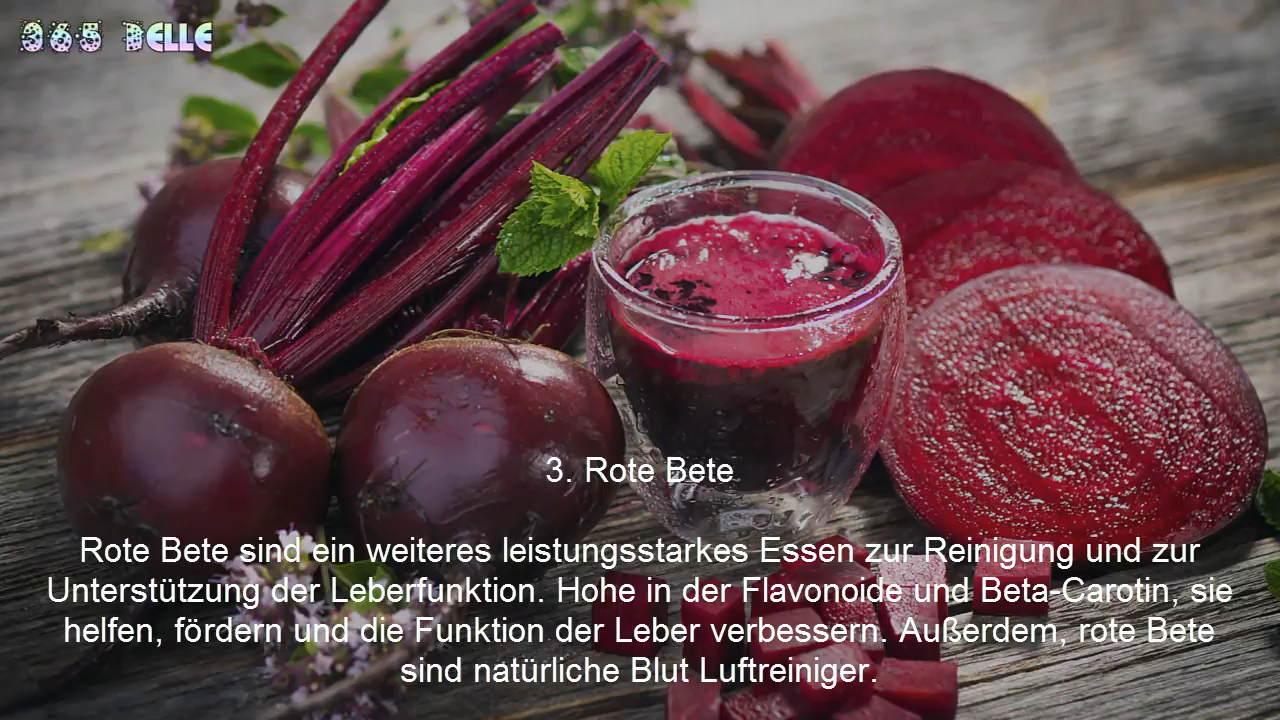 365 BELLE
3. Rote Bete
Rote Bete sind ein weiteres leistungsstarkes Essen zur Reinigung und zur
Unterstützung der Leberfunktion. Hohe in der Flavonoide und Beta-Carotin, sie
helfen, fördern und die Funktion der Leber verbessern. Außerdem, rote Bete
sind natürliche Blut Luftreiniger.